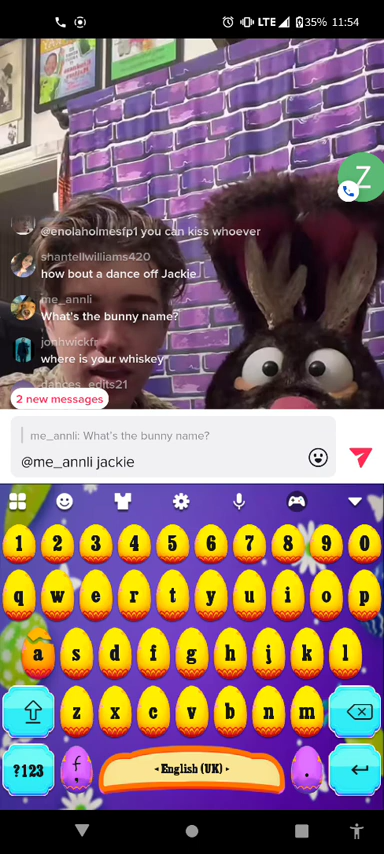 LTE 35% 11:54
Z
@enolaholmesfp1 you can kiss whoever
shantellwilliams420
how bout a dance off Jackie
me_annli
What's the bunny name?
jonhwickfr
where is your whiskey
dances_edits21
2 new messages
me_annli: What's the bunny name?
@me_annli jackie
1 2 3 4 5 6 7 8 9 0
q w e r t y u i o p
a s d f g h j k l
z x c v b n m
?123 , English (UK) .